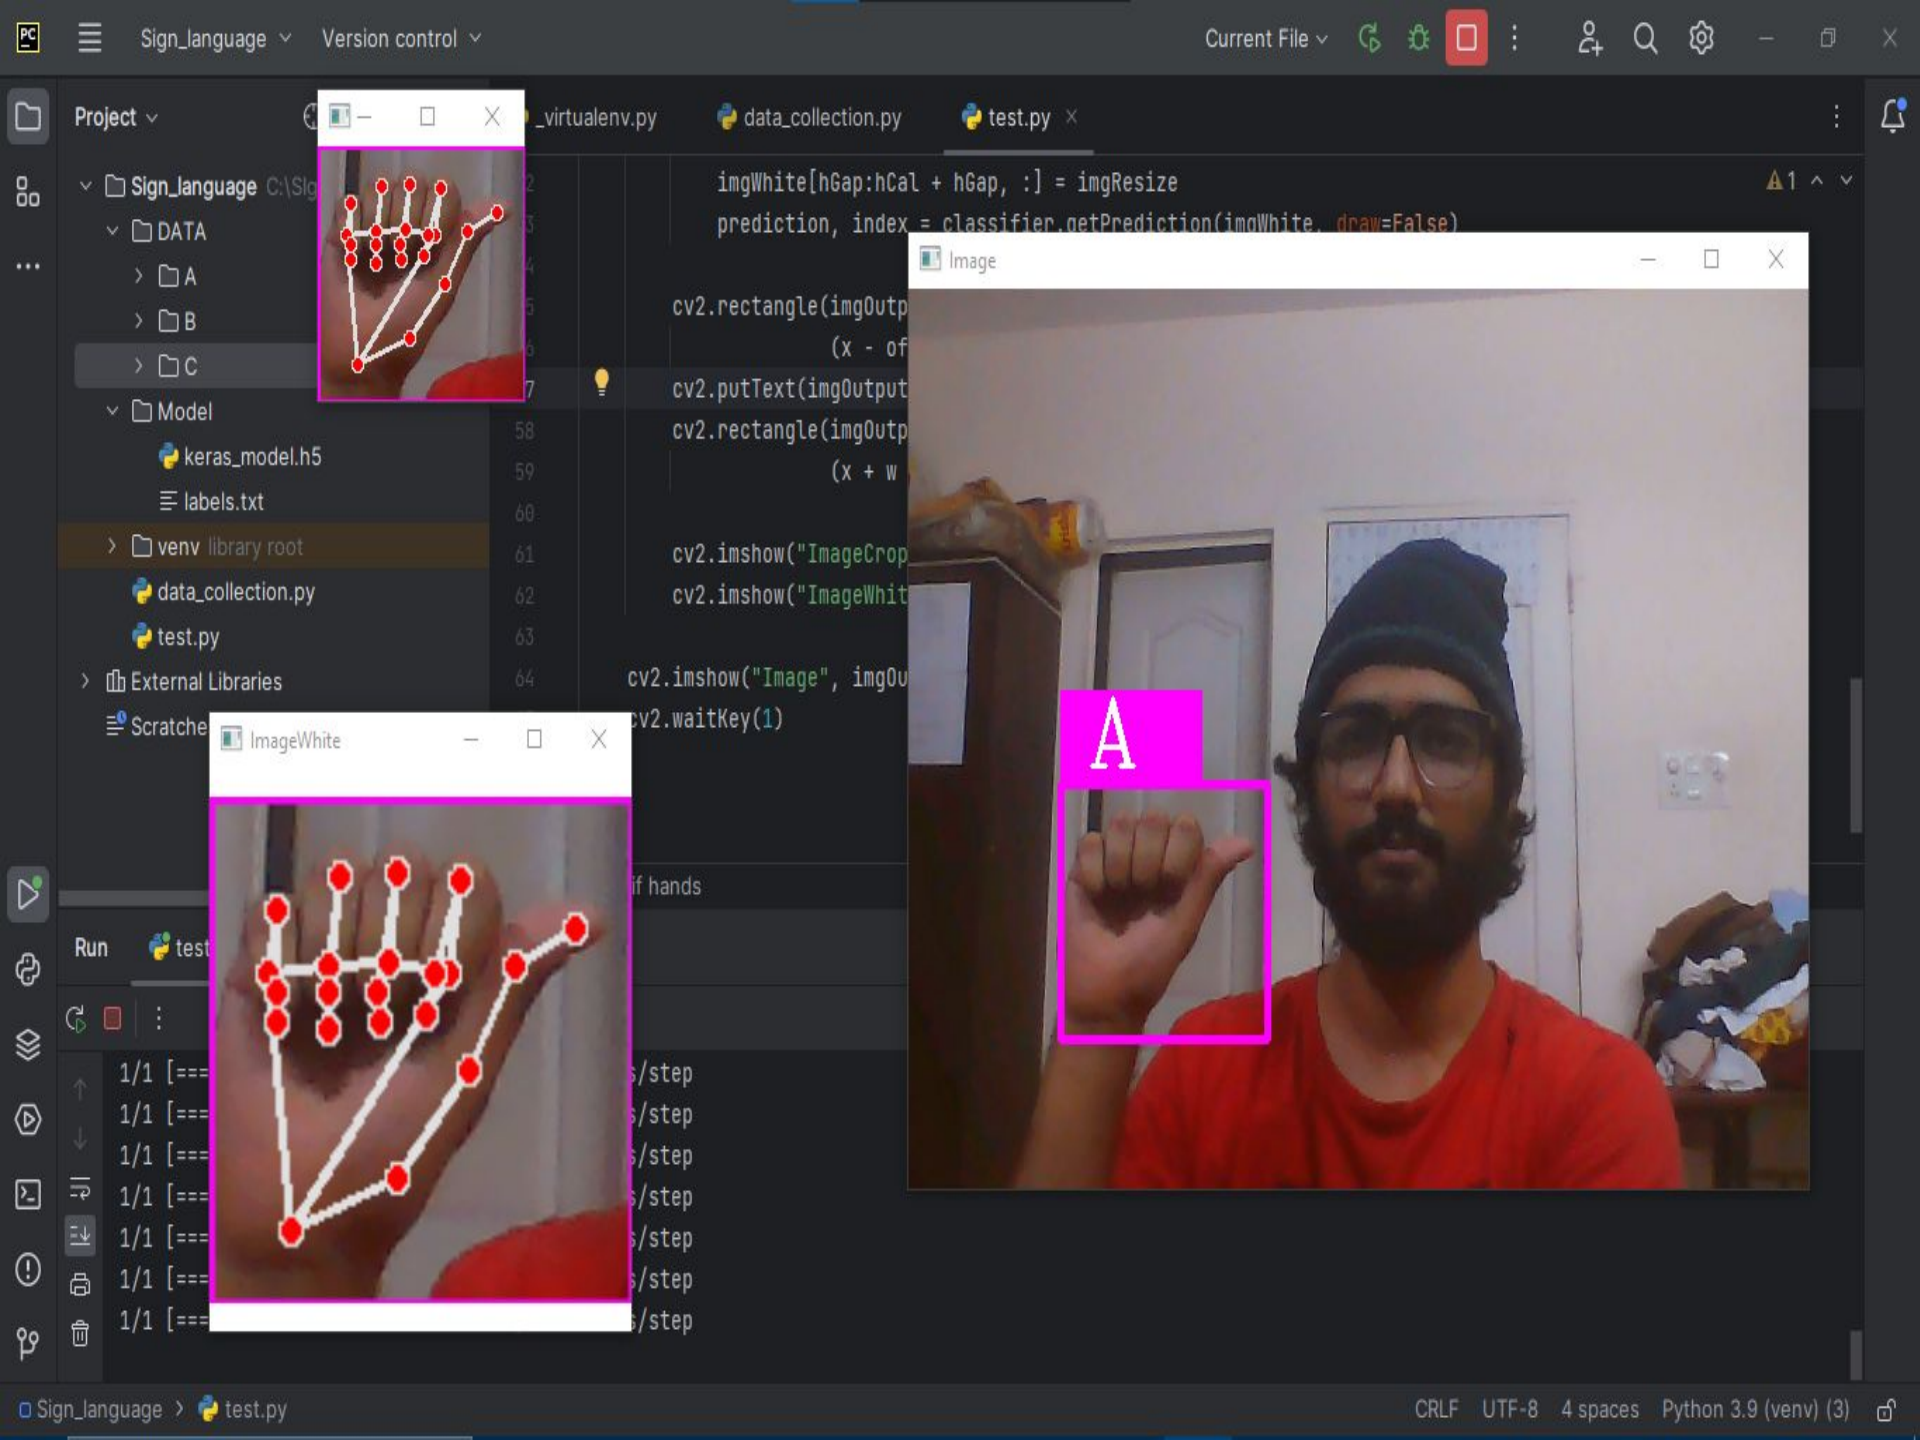 PC
Sign_language
Version control
Current File
Project
_virtualenv.py
data_collection.py
test.py
Sign_language C:\SIg
DATA
A
B
C
Model
keras_model.h5
labels.txt
venv library root
data_collection.py
test.py
External Libraries
Scratche
imgWhite[hGap:hCal + hGap, :] = imgResize
1
prediction, index = classifier.getPrediction(imgWhite, draw=False)
cv2.rectangle(imgOutp
(x - of
cv2.putText(imgOutput
58 cv2.rectangle(imgOutp
59 (x + w
60
61 cv2.imshow("ImageCrop
62 cv2.imshow("ImageWhit
63
64 cv2.imshow("Image", imgOu
cv2.waitKey(1)
if hands
Image
A
ImageWhite
Run
test
1/1 [=== s/step
1/1 [=== s/step
1/1 [=== s/step
1/1 [=== s/step
1/1 [=== s/step
1/1 [=== s/step
1/1 [=== s/step
Sign_language > test.py
CRLF UTF-8 4 spaces Python 3.9 (venv) (3)